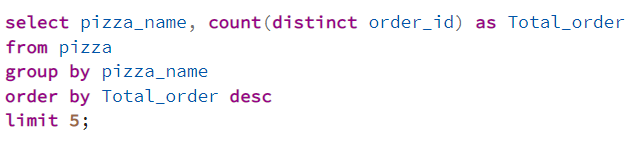 select pizza_name, count(distinct order_id) as Total_order
from pizza
group by pizza_name
order by Total_order desc
limit 5;